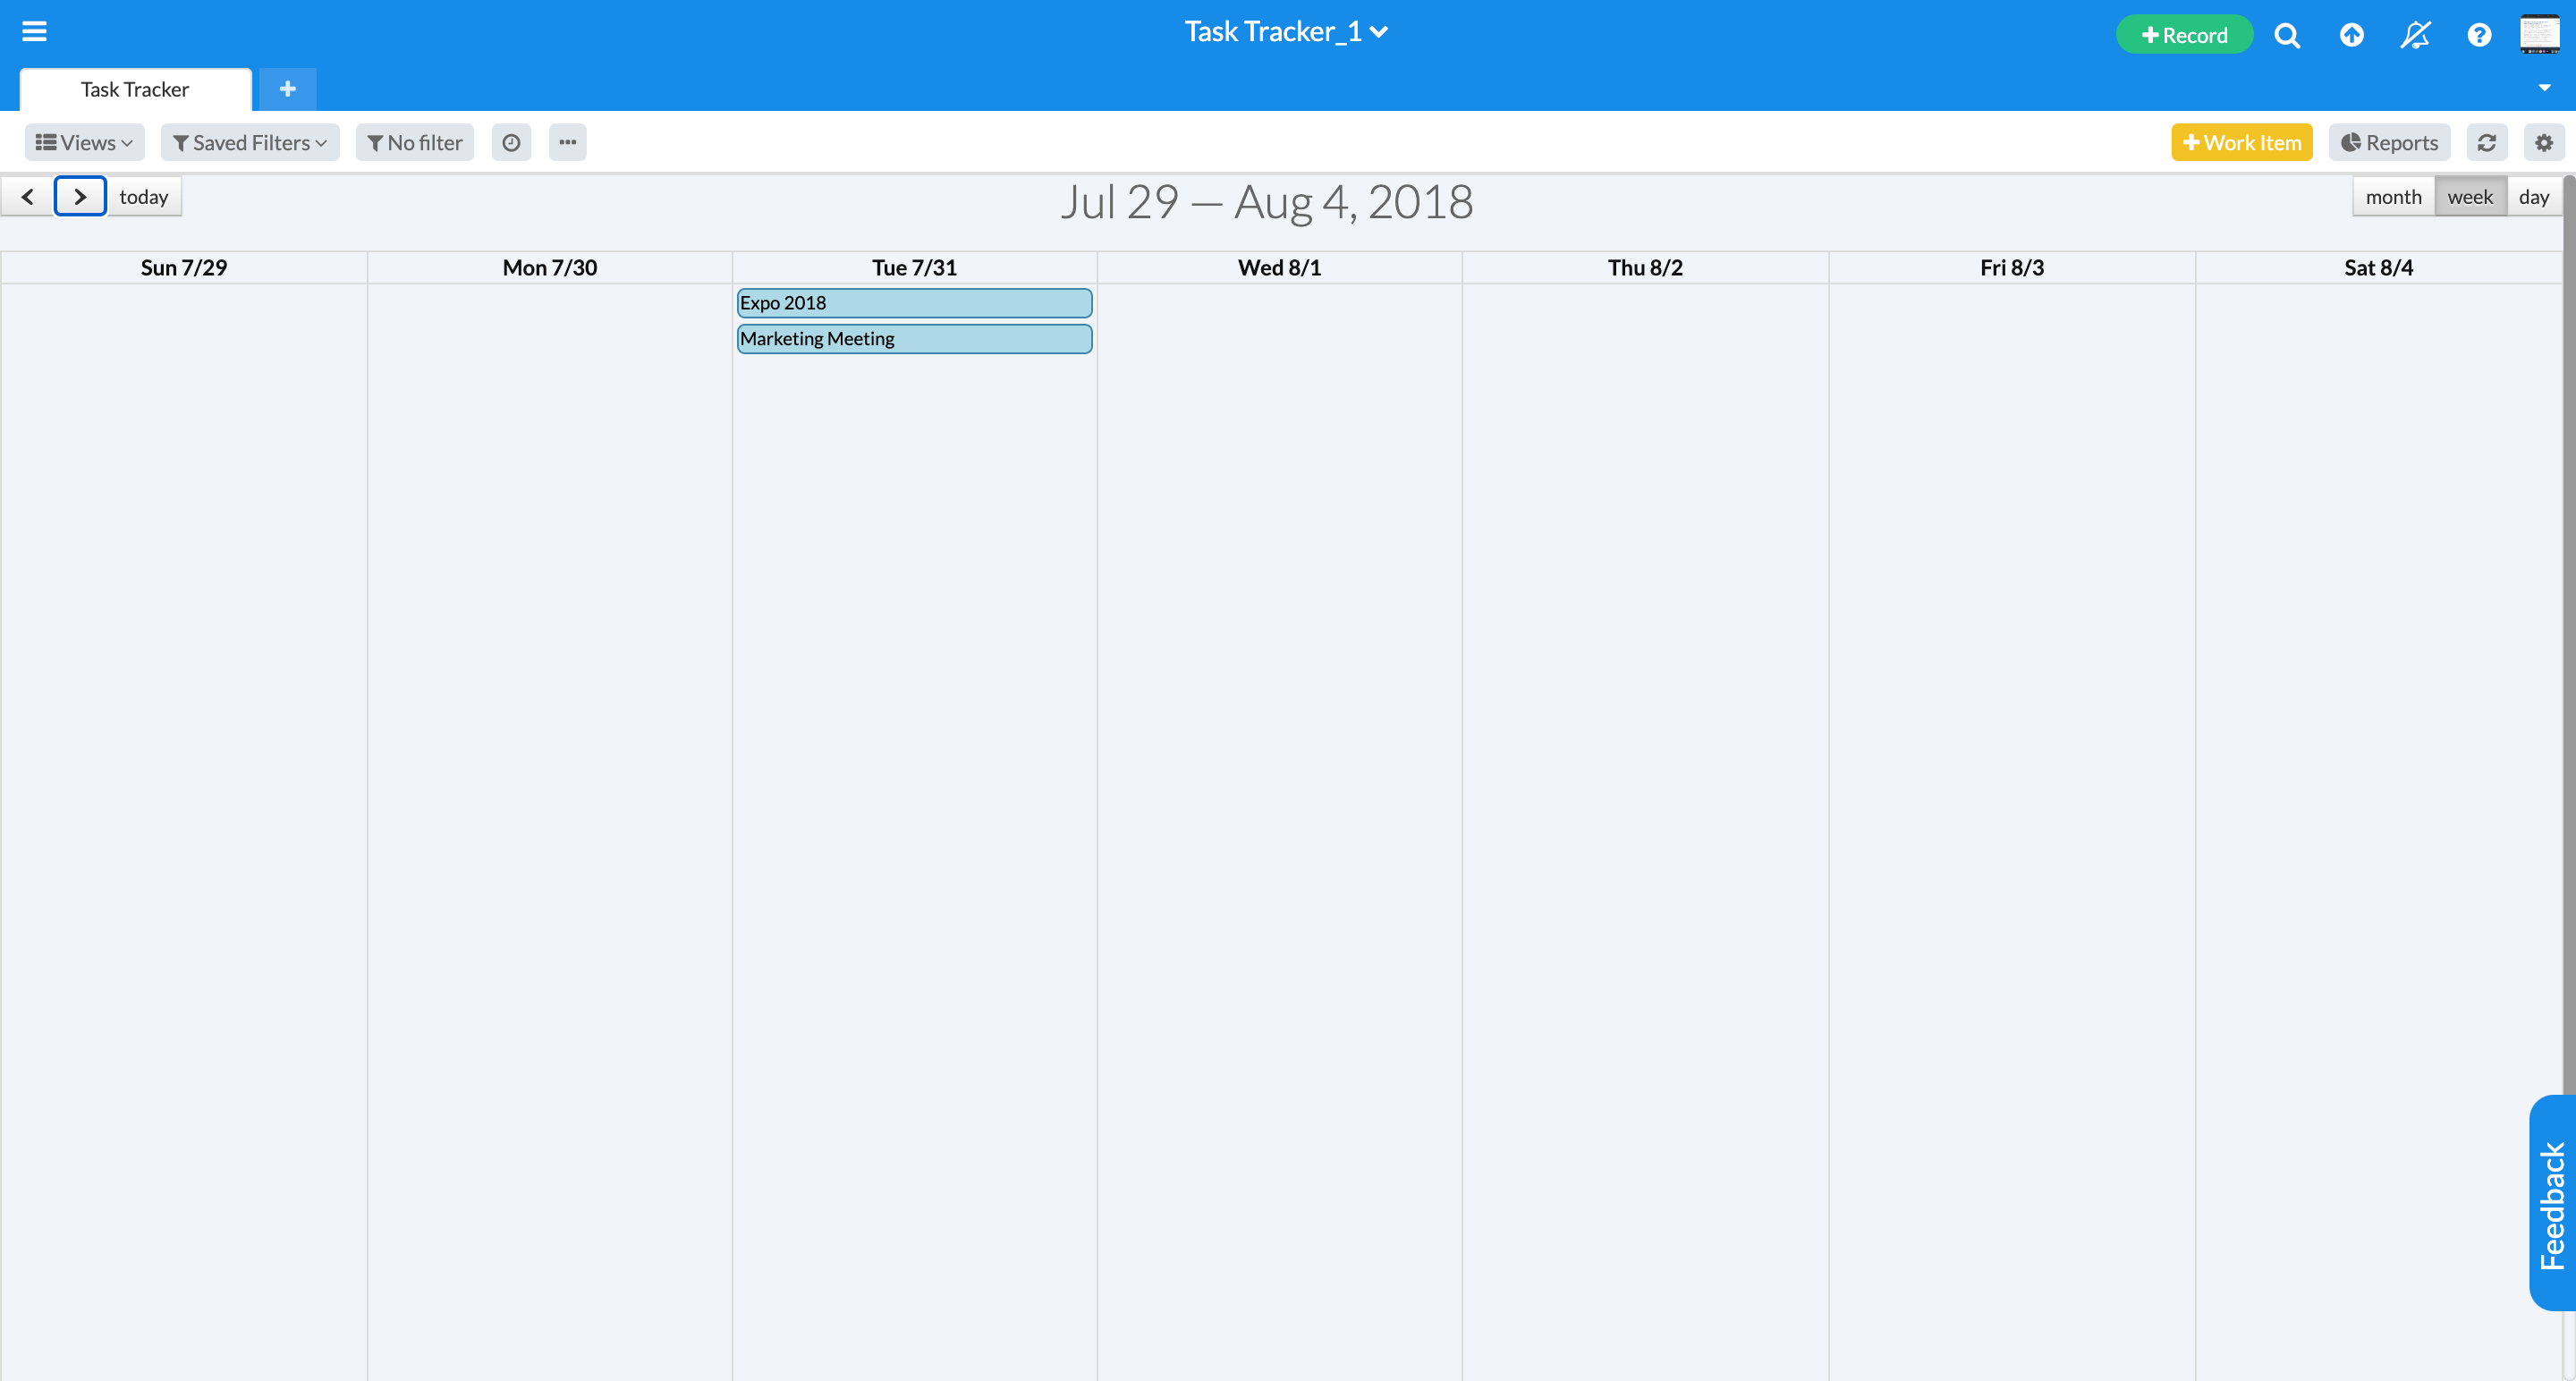 Task Tracker_1
Record
Task Tracker
Views
Saved Filters
No filter
Work Item
Reports
today
Jul 29 — Aug 4, 2018
month week day
Sun 7/29 Mon 7/30 Tue 7/31 Wed 8/1 Thu 8/2 Fri 8/3 Sat 8/4
Expo 2018
Marketing Meeting
Feedback